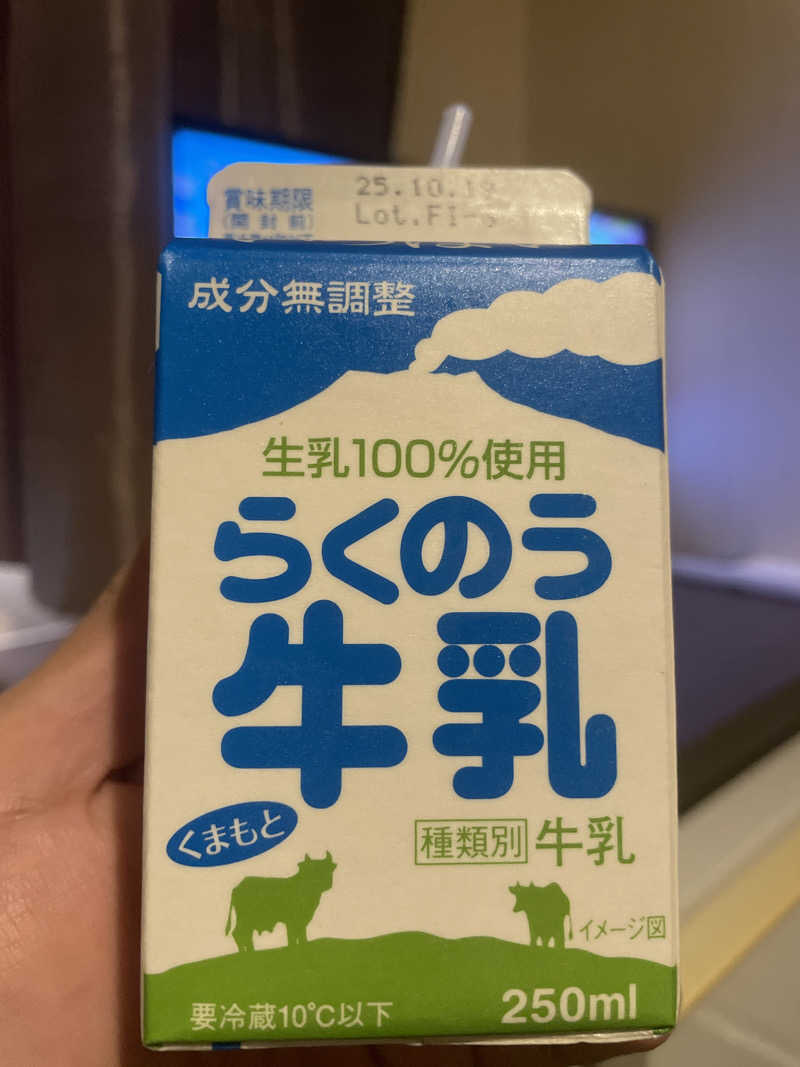 賞味期限
(開封前)
25.10.19
Lot.FI-
成分無調整
生乳100%使用
らくのう
牛乳
くまもと
種類別 牛乳
イメージ図
要冷蔵10℃以下
250ml